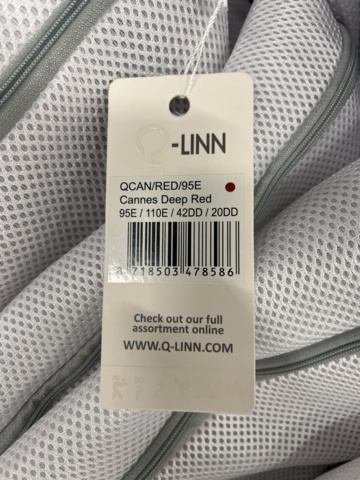 Q-LINN
QCAN/RED/95E
Cannes Deep Red
95E / 110E / 42DD / 20DD
8 718503 478586
Check out our full
assortment online
WWW.Q-LINN.COM